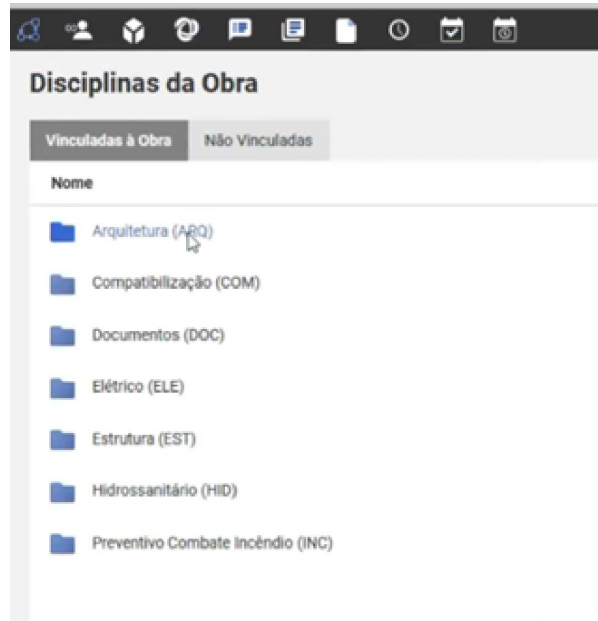 Disciplinas da Obra
Vinculadas à Obra Não Vinculadas
Nome
Arquitetura (ARQ)
Compatibilização (COM)
Documentos (DOC)
Elétrico (ELE)
Estrutura (EST)
Hidrossanitário (HID)
Preventivo Combate Incêndio (INC)